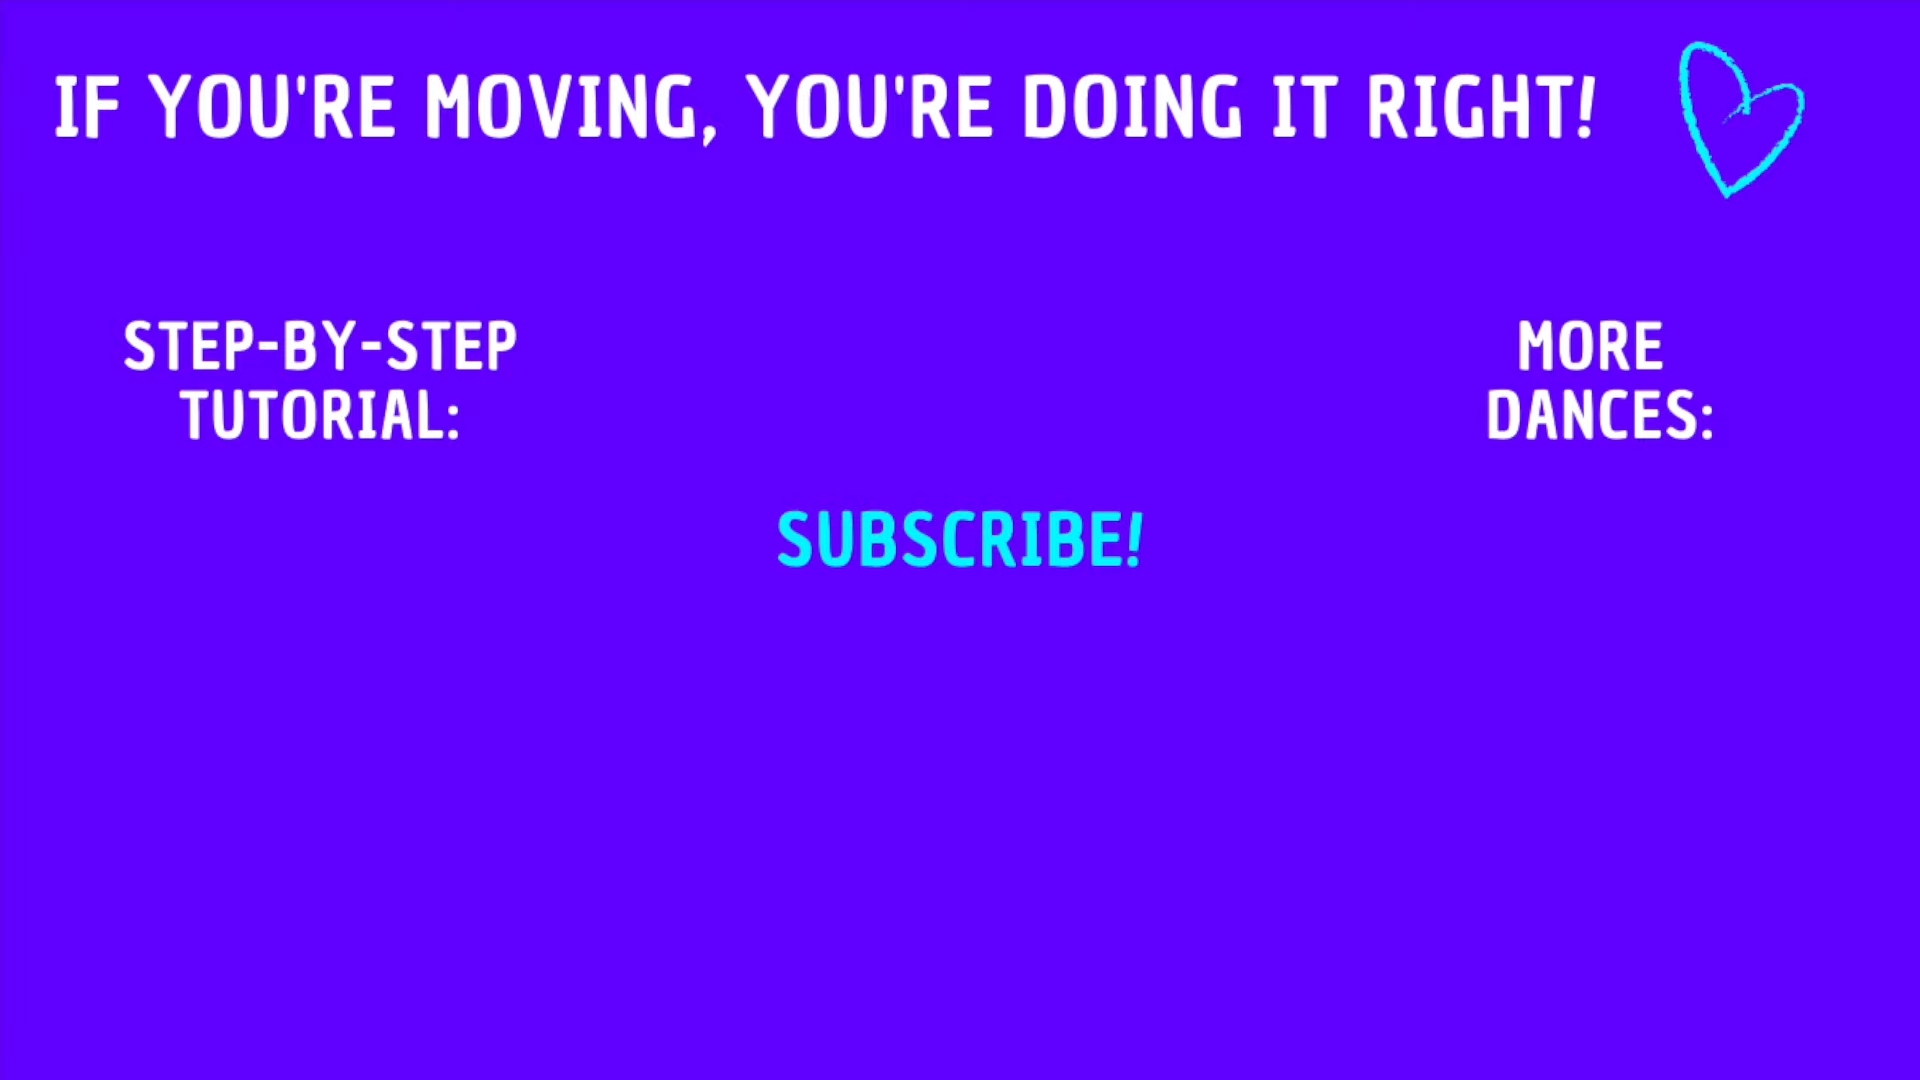 IF YOU'RE MOVING, YOU'RE DOING IT RIGHT!
STEP-BY-STEP
TUTORIAL:
MORE
DANCES:
SUBSCRIBE!